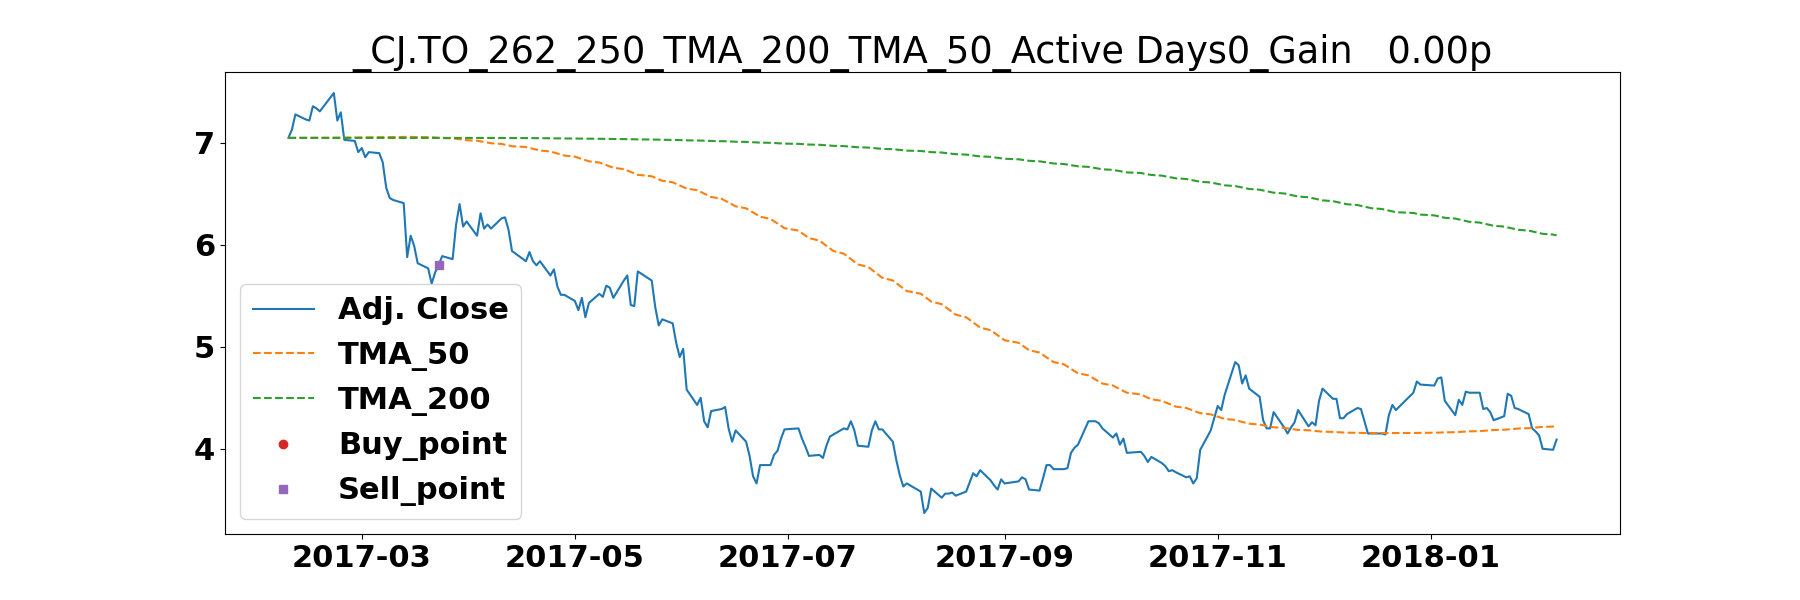 _CJ.TO_262_250_TMA_200_TMA_50_Active Days0_Gain   0.00p
7
6
5
4
Adj. Close
TMA_50
TMA_200
Buy_point
Sell_point
2017-03 2017-05 2017-07 2017-09 2017-11 2018-01